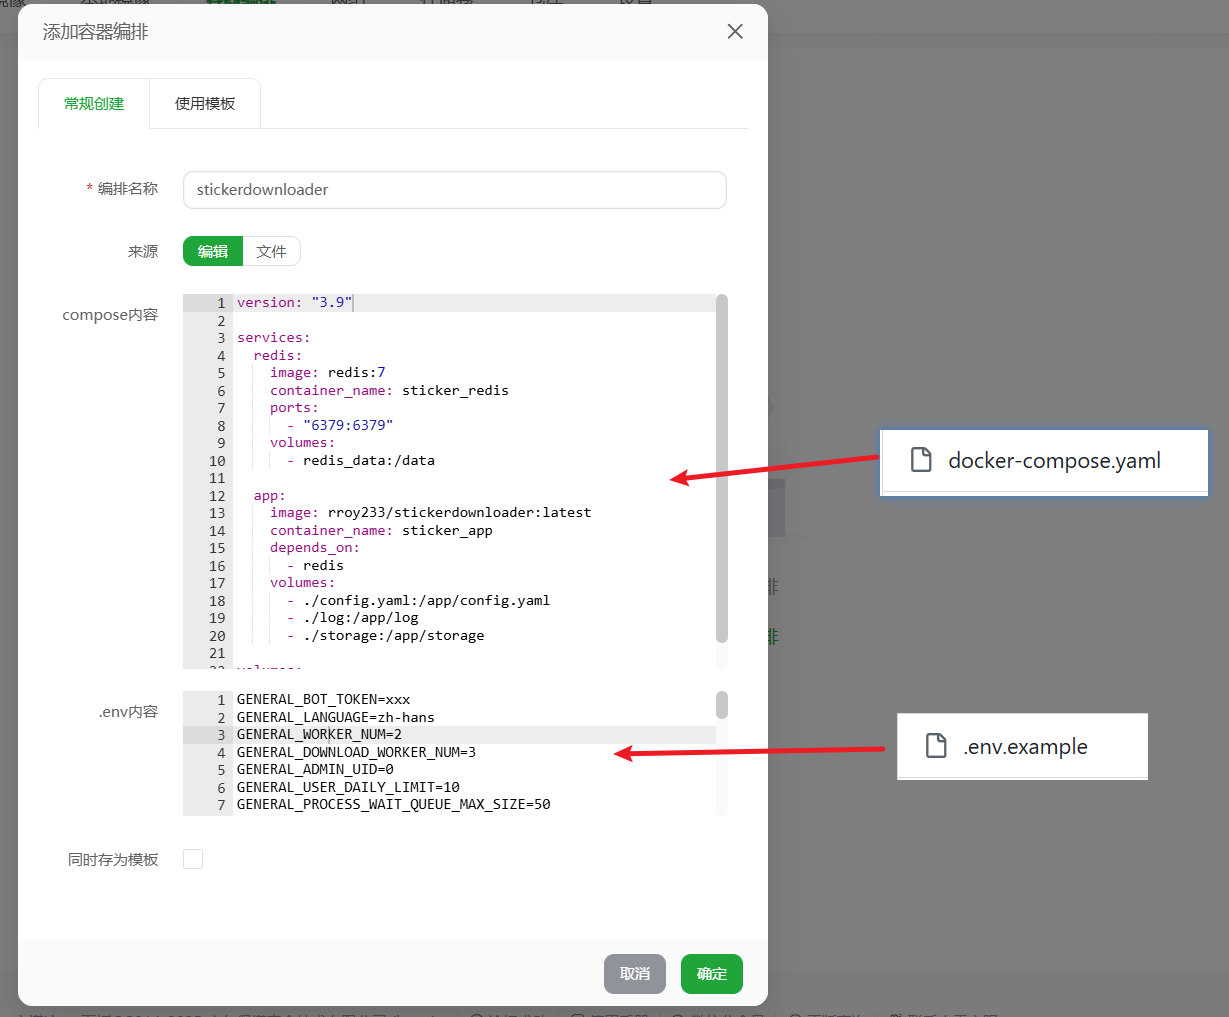 添加容器编排
常规创建
使用模板
* 编排名称
stickerdownloader
来源
编辑
文件
compose内容
1 version: "3.9"
2
3 services:
4 redis:
5 image: redis:7
6 container_name: sticker_redis
7 ports:
8 - "6379:6379"
9 volumes:
10 - redis_data:/data
11
12 app:
13 image: rroy233/stickerdownloader:latest
14 container_name: sticker_app
15 depends_on:
16 - redis
17 volumes:
18 - ./config.yaml:/app/config.yaml
19 - ./log:/app/log
20 - ./storage:/app/storage
21
docker-compose.yaml
.env内容
1 GENERAL_BOT_TOKEN=xxx
2 GENERAL_LANGUAGE=zh-hans
3 GENERAL_WORKER_NUM=2
4 GENERAL_DOWNLOAD_WORKER_NUM=3
5 GENERAL_ADMIN_UID=0
6 GENERAL_USER_DAILY_LIMIT=10
7 GENERAL_PROCESS_WAIT_QUEUE_MAX_SIZE=50
.env.example
同时存为模板
取消
确定